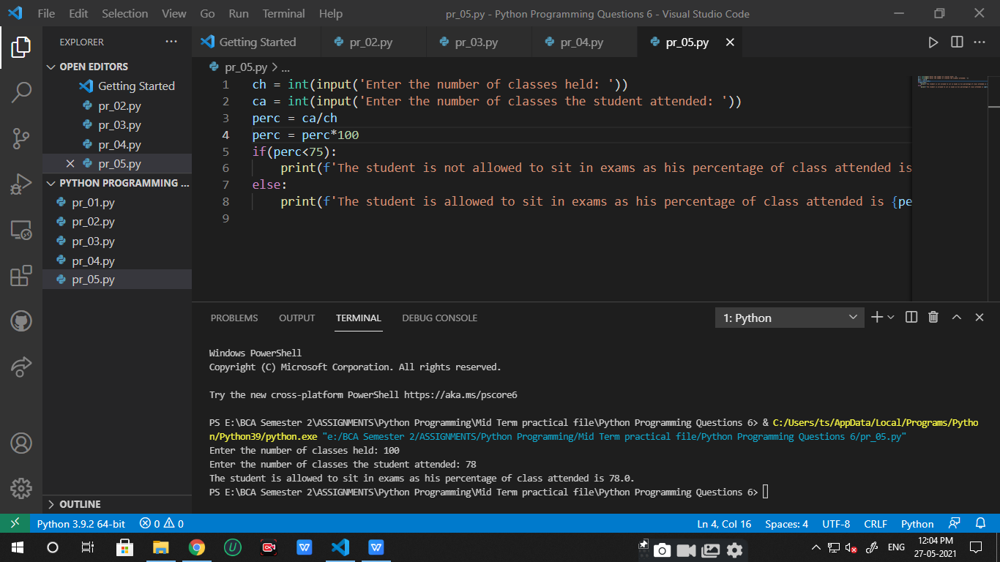 File Edit Selection View Go Run Terminal Help pr_05.py - Python Programming Questions 6 - Visual Studio Code
EXPLORER ...
Getting Started pr_02.py pr_03.py pr_04.py pr_05.py
OPEN EDITORS
Getting Started
pr_02.py
pr_03.py
pr_04.py
pr_05.py
PYTHON PROGRAMMING ...
pr_01.py
pr_02.py
pr_03.py
pr_04.py
pr_05.py
OUTLINE
pr_05.py > ...
1 ch = int(input('Enter the number of classes held: '))
2 ca = int(input('Enter the number of classes the student attended: '))
3 perc = ca/ch
4 perc = perc*100
5 if(perc<75):
6 print(f'The student is not allowed to sit in exams as his percentage of class attended is
7 else:
8 print(f'The student is allowed to sit in exams as his percentage of class attended is {pe
9
PROBLEMS OUTPUT TERMINAL DEBUG CONSOLE 1: Python
Windows PowerShell
Copyright (C) Microsoft Corporation. All rights reserved.
Try the new cross-platform PowerShell https://aka.ms/pscore6
PS E:\BCA Semester 2\ASSIGNMENTS\Python Programming\Mid Term practical file\Python Programming Questions 6> & C:/Users/ts/AppData/Local/Programs/Pytho
n/Python39/python.exe "e:/BCA Semester 2/ASSIGNMENTS/Python Programming/Mid Term practical file/Python Programming Questions 6/pr_05.py"
Enter the number of classes held: 100
Enter the number of classes the student attended: 78
The student is allowed to sit in exams as his percentage of class attended is 78.0.
PS E:\BCA Semester 2\ASSIGNMENTS\Python Programming\Mid Term practical file\Python Programming Questions 6>
Python 3.9.2 64-bit 0 0 Ln 4, Col 16 Spaces: 4 UTF-8 CRLF Python
ENG 12:04 PM
27-05-2021